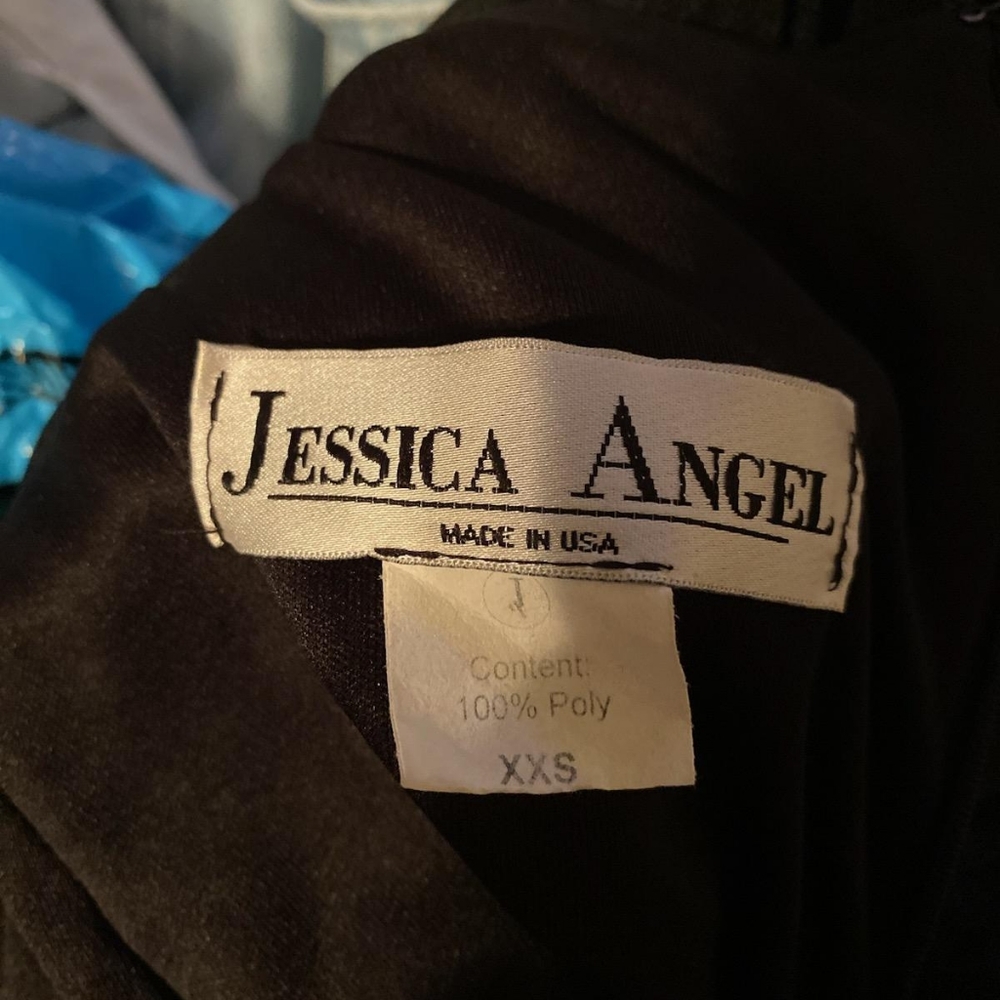 JESSICA ANGEL
MADE IN USA
Content:
100% Poly
XXS